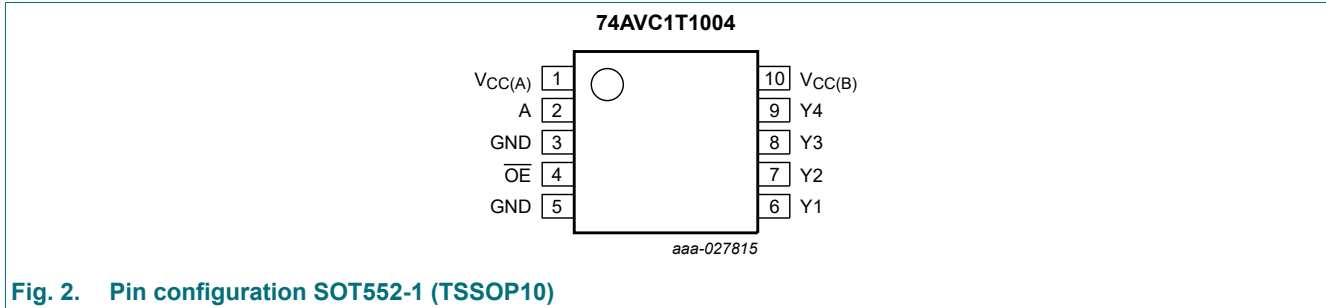 74AVC1T1004
VCC(A) 1 10 VCC(B)
A 2 9 Y4
GND 3 8 Y3
OE 4 7 Y2
GND 5 6 Y1
aaa-027815
Fig. 2. Pin configuration SOT552-1 (TSSOP10)